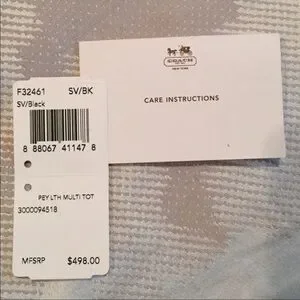 F32461 SV/BK
SV/Black
8 88067 41147 8
PBY LTH MULTI TOT
3000094518
MFSRP $498.00
COACH
NEW YORK
CARE INSTRUCTIONS